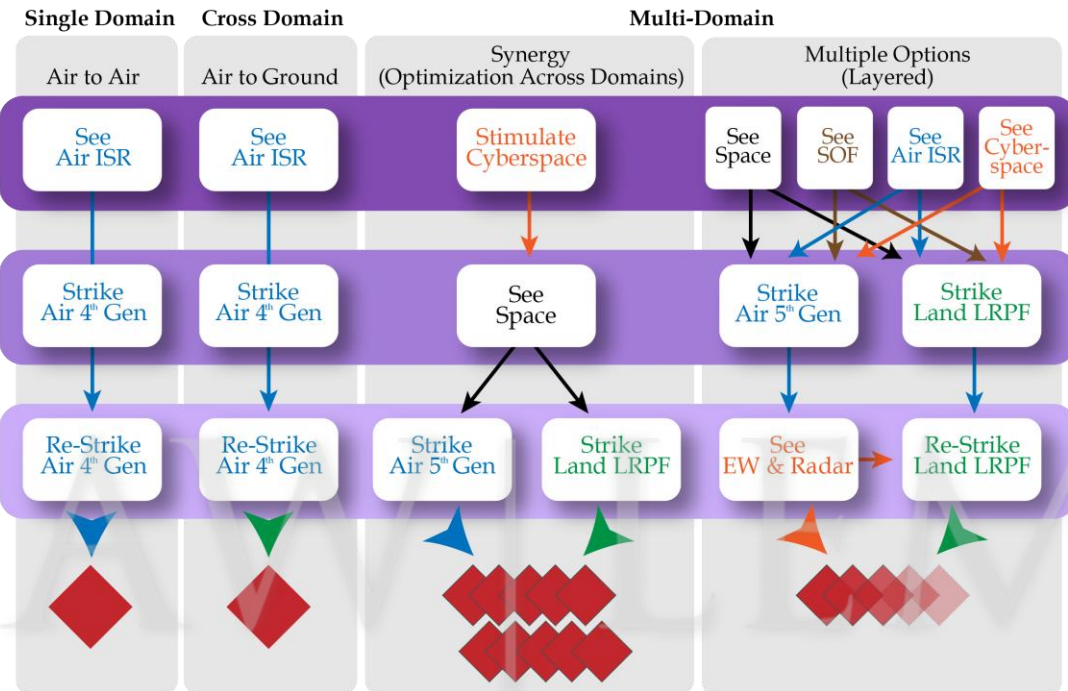 Single Domain
Cross Domain
Multi-Domain
Air to Air
Air to Ground
Synergy
(Optimization Across Domains)
Multiple Options
(Layered)
See
Air ISR
See
Air ISR
Stimulate
Cyberspace
See
Space
See
SOF
See
Air ISR
See
Cyber-
space
Strike
Air 4th Gen
Strike
Air 4th Gen
See
Space
Strike
Air 5th Gen
Strike
Land LRPF
Re-Strike
Air 4th Gen
Re-Strike
Air 4th Gen
Strike
Air 5th Gen
Strike
Land LRPF
See
EW & Radar
Re-Strike
Land LRPF